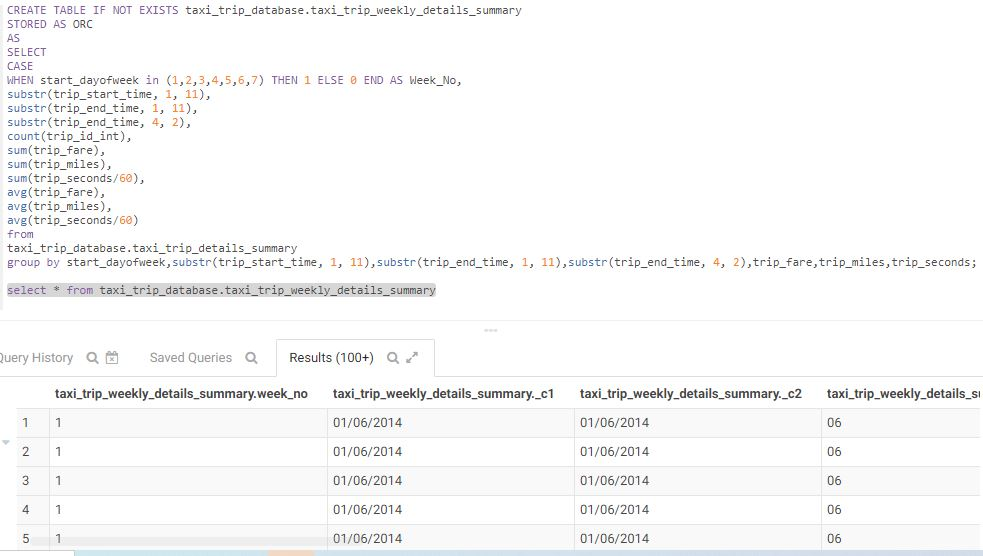 CREATE TABLE IF NOT EXISTS taxi_trip_database.taxi_trip_weekly_details_summary
STORED AS ORC
AS
SELECT
CASE
WHEN start_dayofweek in (1,2,3,4,5,6,7) THEN 1 ELSE 0 END AS Week_No,
substr(trip_start_time, 1, 11),
substr(trip_end_time, 1, 11),
substr(trip_end_time, 4, 2),
count(trip_id_int),
sum(trip_fare),
sum(trip_miles),
sum(trip_seconds/60),
avg(trip_fare),
avg(trip_miles),
avg(trip_seconds/60)
from
taxi_trip_database.taxi_trip_details_summary
group by start_dayofweek,substr(trip_start_time, 1, 11),substr(trip_end_time, 1, 11),substr(trip_end_time, 4, 2),trip_fare,trip_miles,trip_seconds;
select * from taxi_trip_database.taxi_trip_weekly_details_summary
Query History Saved Queries Results (100+)
taxi_trip_weekly_details_summary.week_no taxi_trip_weekly_details_summary._c1 taxi_trip_weekly_details_summary._c2 taxi_trip_weekly_details_s
1 1 01/06/2014 01/06/2014 06
2 1 01/06/2014 01/06/2014 06
3 1 01/06/2014 01/06/2014 06
4 1 01/06/2014 01/06/2014 06
5 1 01/06/2014 01/06/2014 06